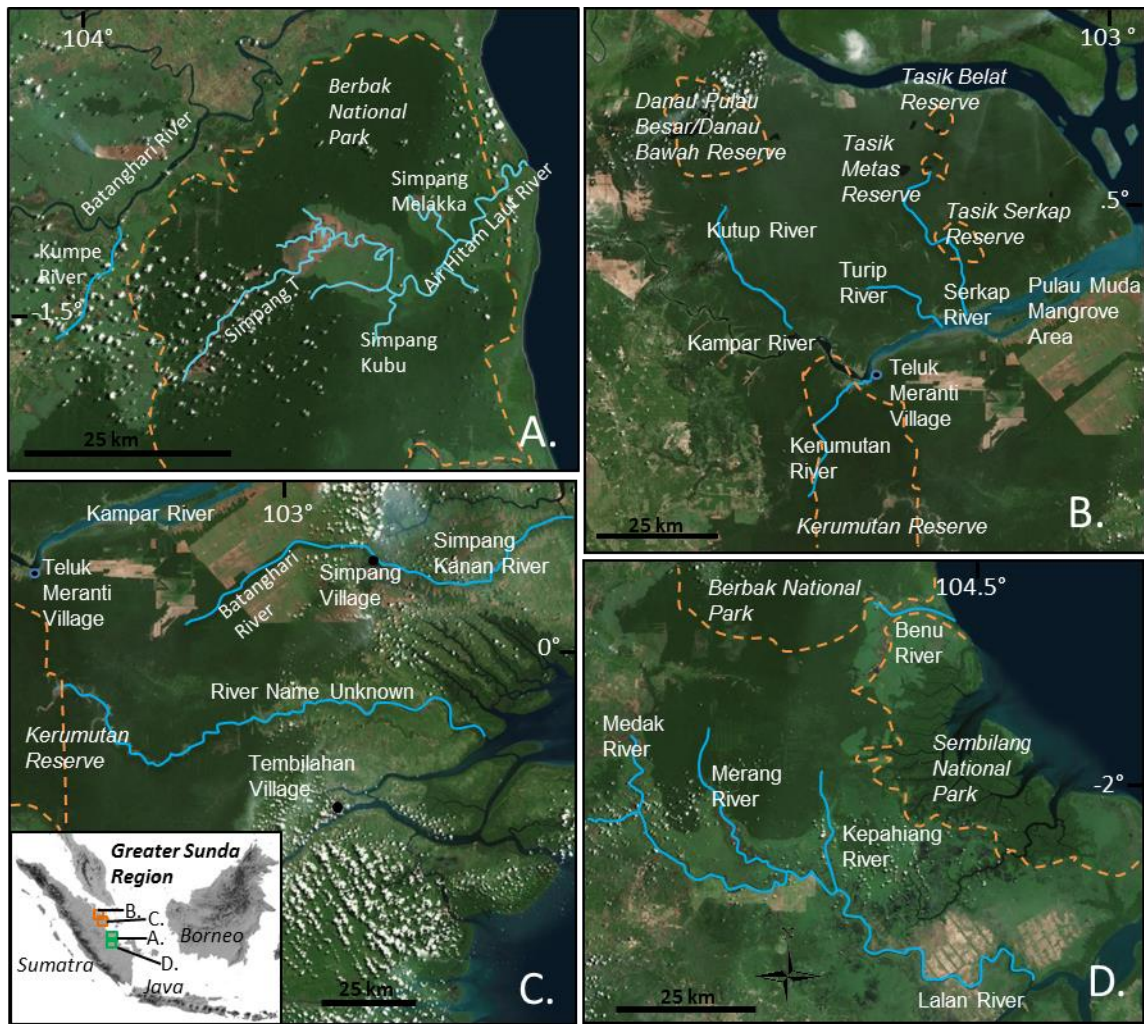 104°
Berbak
National
Park
Batanghari River
Simpang
Melakka
Air Hitam Laut River
Kumpe
River
-1.5°
Simpang T
Simpang
Kubu
25 km
A.
103 °
Tasik Belat
Reserve
Danau Pulau
Besar/Danau
Bawah Reserve
Tasik
Metas
Reserve
.5°
Kutup River
Tasik Serkap
Reserve
Turip
River
Serkap
River
Pulau Muda
Mangrove
Area
Kampar River
Teluk
Meranti
Village
Kerumutan
River
25 km
Kerumutan Reserve
B.
Kampar River
103°
Simpang
Kanan River
Teluk
Meranti
Village
Batanghari
River
Simpang
Village
0°
River Name Unknown
Kerumutan
Reserve
Tembilahan
Village
Greater Sunda
Region
B.
C.
A.
D.
Borneo
Sumatra
Java
25 km
C.
Berbak National
Park
104.5°
Benu
River
Medak
River
Merang
River
Sembilang
National
Park
-2°
Kepahiang
River
25 km
Lalan River
D.